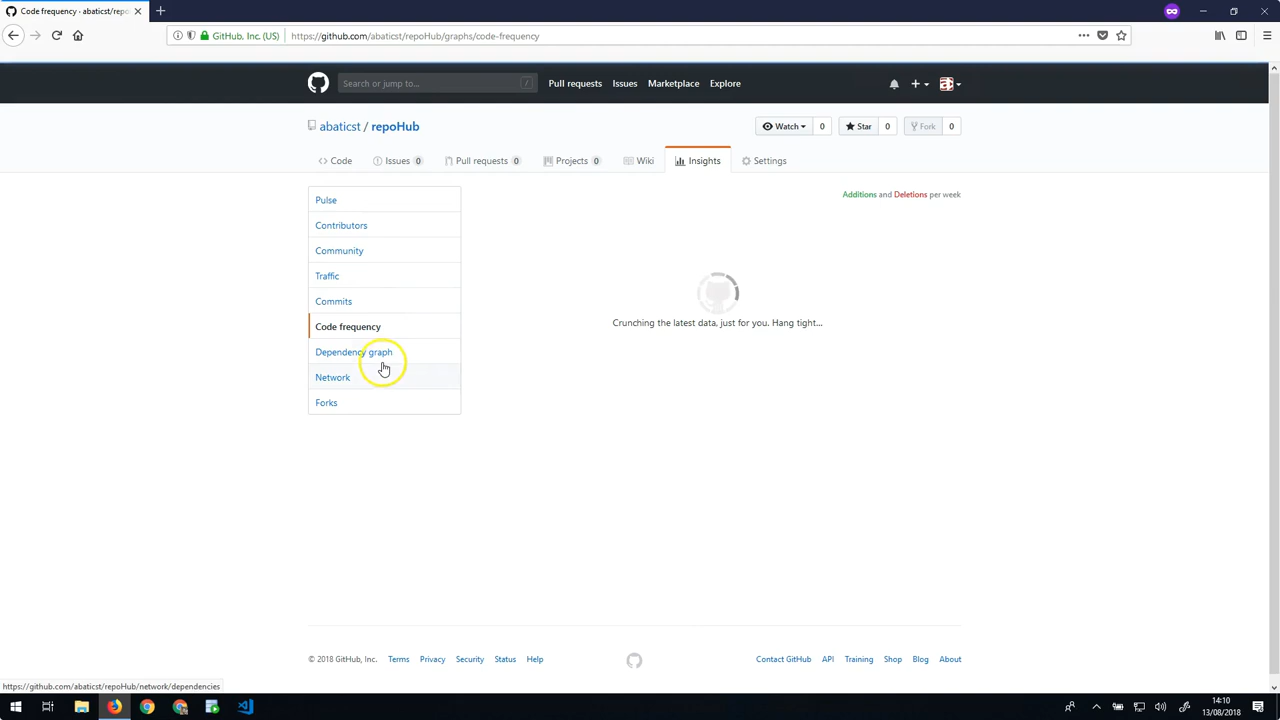 Code frequency · abaticst/repo
GitHub, Inc. (US)
https://github.com/abaticst/repoHub/graphs/code-frequency
Search or jump to...
/
Pull requests
Issues
Marketplace
Explore
abaticst / repoHub
Watch
0
Star
0
Fork
0
Code
Issues 0
Pull requests 0
Projects 0
Wiki
Insights
Settings
Pulse
Contributors
Community
Traffic
Commits
Code frequency
Dependency graph
Network
Forks
Additions and Deletions per week
Crunching the latest data, just for you. Hang tight...
© 2018 GitHub, Inc.
Terms
Privacy
Security
Status
Help
Contact GitHub
API
Training
Shop
Blog
About
https://github.com/abaticst/repoHub/network/dependencies
14:10
13/08/2018